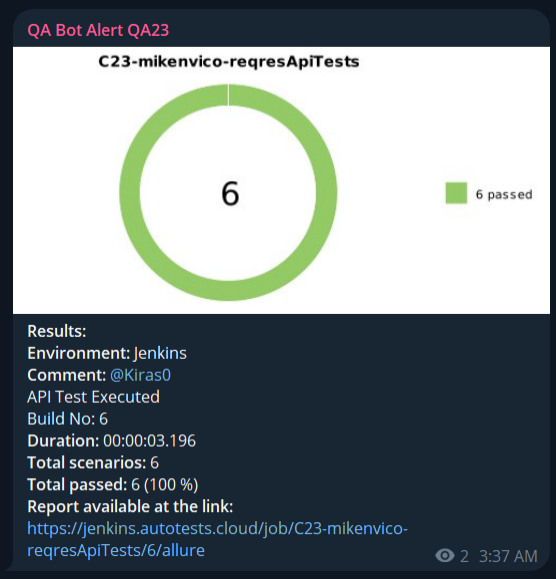 QA Bot Alert QA23
C23-mikenvico-reqresApiTests
6
6 passed
Results:
Environment: Jenkins
Comment: @Kiras0
API Test Executed
Build No: 6
Duration: 00:00:03.196
Total scenarios: 6
Total passed: 6 (100 %)
Report available at the link:
https://jenkins.autotests.cloud/job/C23-mikenvico-
reqresApiTests/6/allure
2 3:37 AM